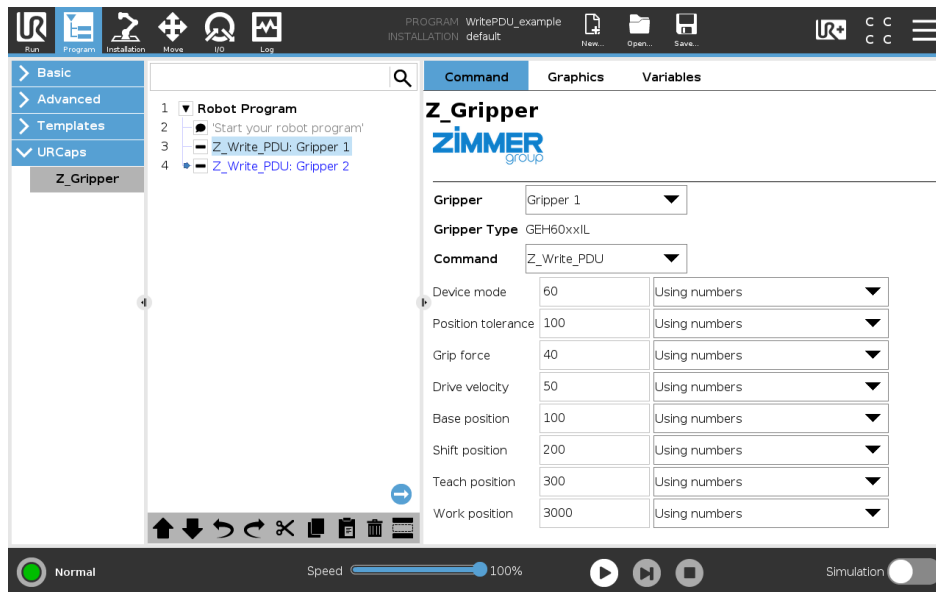 PROGRAM WritePDU_example
INSTALLATION default
Run Program Installation Move I/O Log New... Open... Save...
UR UR+ C C
C C
Basic
Advanced
Templates
URCaps
Z_Gripper
1 Robot Program
2 'Start your robot program'
3 Z_Write_PDU: Gripper 1
4 Z_Write_PDU: Gripper 2
Command Graphics Variables
Z_Gripper
ZIMMER
group
Gripper Gripper 1
Gripper Type GEH60xxIL
Command Z_Write_PDU
Device mode 60 Using numbers
Position tolerance 100 Using numbers
Grip force 40 Using numbers
Drive velocity 50 Using numbers
Base position 100 Using numbers
Shift position 200 Using numbers
Teach position 300 Using numbers
Work position 3000 Using numbers
Normal Speed 100% Simulation